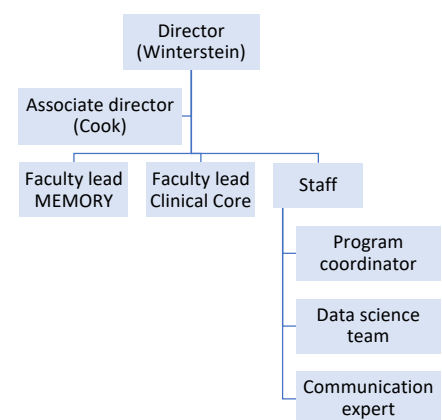 Director
(Winterstein)
Associate director
(Cook)
Faculty lead
MEMORY
Faculty lead
Clinical Core
Staff
Program
coordinator
Data science
team
Communication
expert